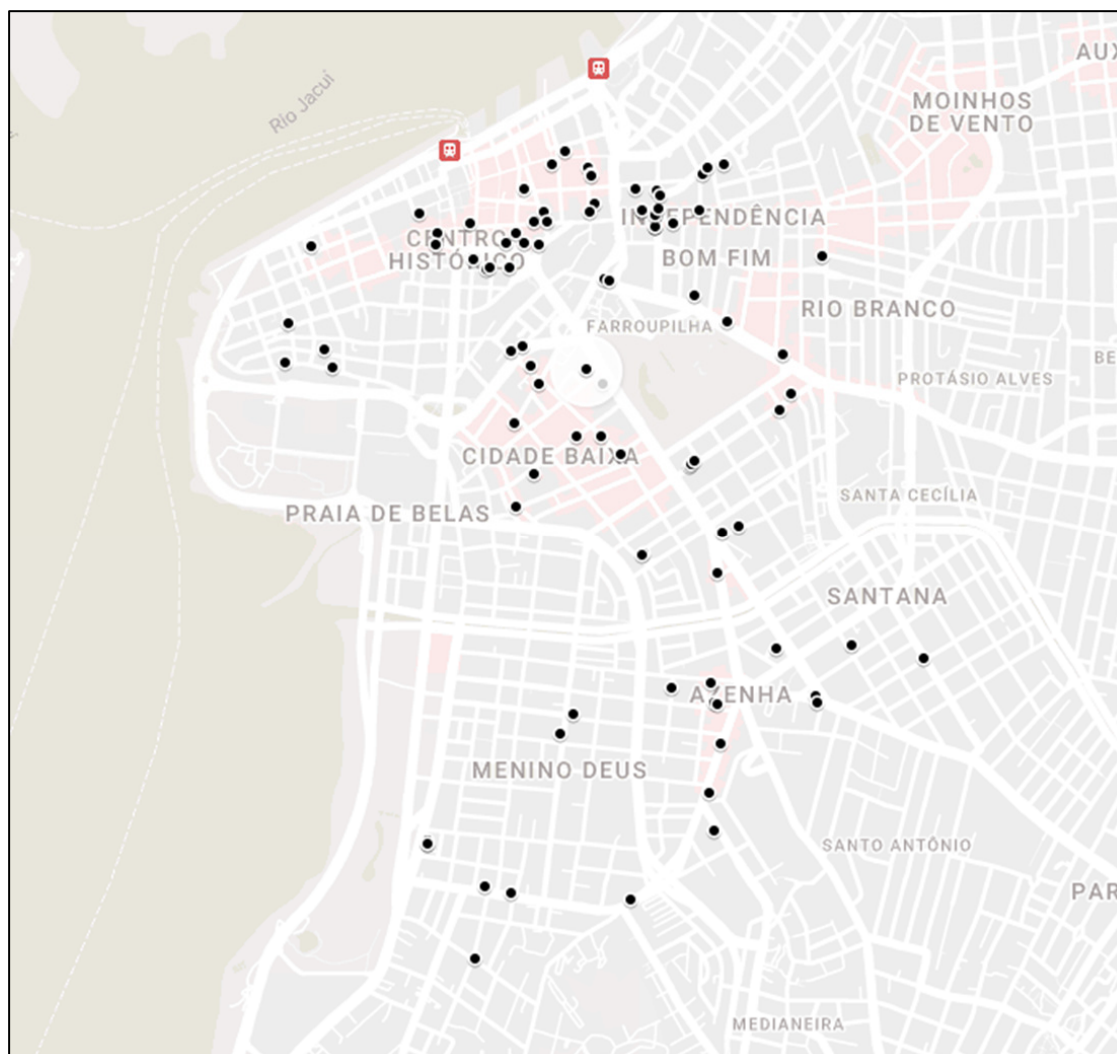 AUX
MOINHOS
DE VENTO
Rio Jacuí
INDEPENDÊNCIA
CENTRO
HISTÓRICO
BOM FIM
RIO BRANCO
FARROUPILHA
BE
PROTÁSIO ALVES
CIDADE BAIXA
SANTA CECÍLIA
PRAIA DE BELAS
SANTANA
AZENHA
MENINO DEUS
SANTO ANTÔNIO
PAR
MEDIANEIRA